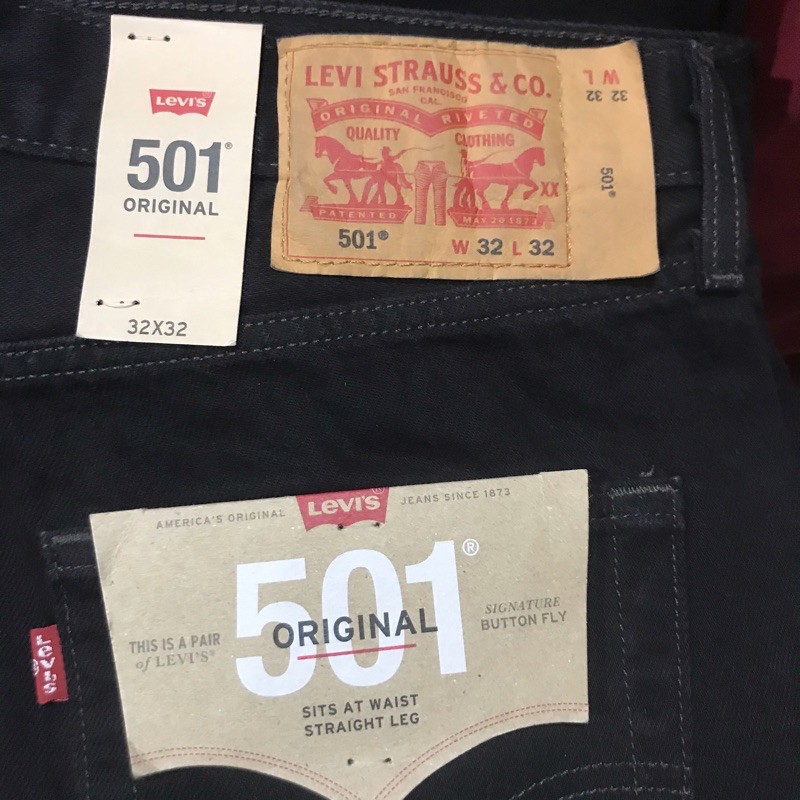 LEVI'S
501®
ORIGINAL
32X32
LEVI STRAUSS & CO.
SAN FRANCISCO
CAL.
ORIGINAL RIVETED
QUALITY CLOTHING
XX
PATENTED MAY 20 1873
501® W 32 L 32
W L
32 32
501®
AMERICA'S ORIGINAL LEVI'S® JEANS SINCE 1873
501®
ORIGINAL
THIS IS A PAIR
of LEVI'S®
SIGNATURE
BUTTON FLY
SITS AT WAIST
STRAIGHT LEG
LEVI'S®